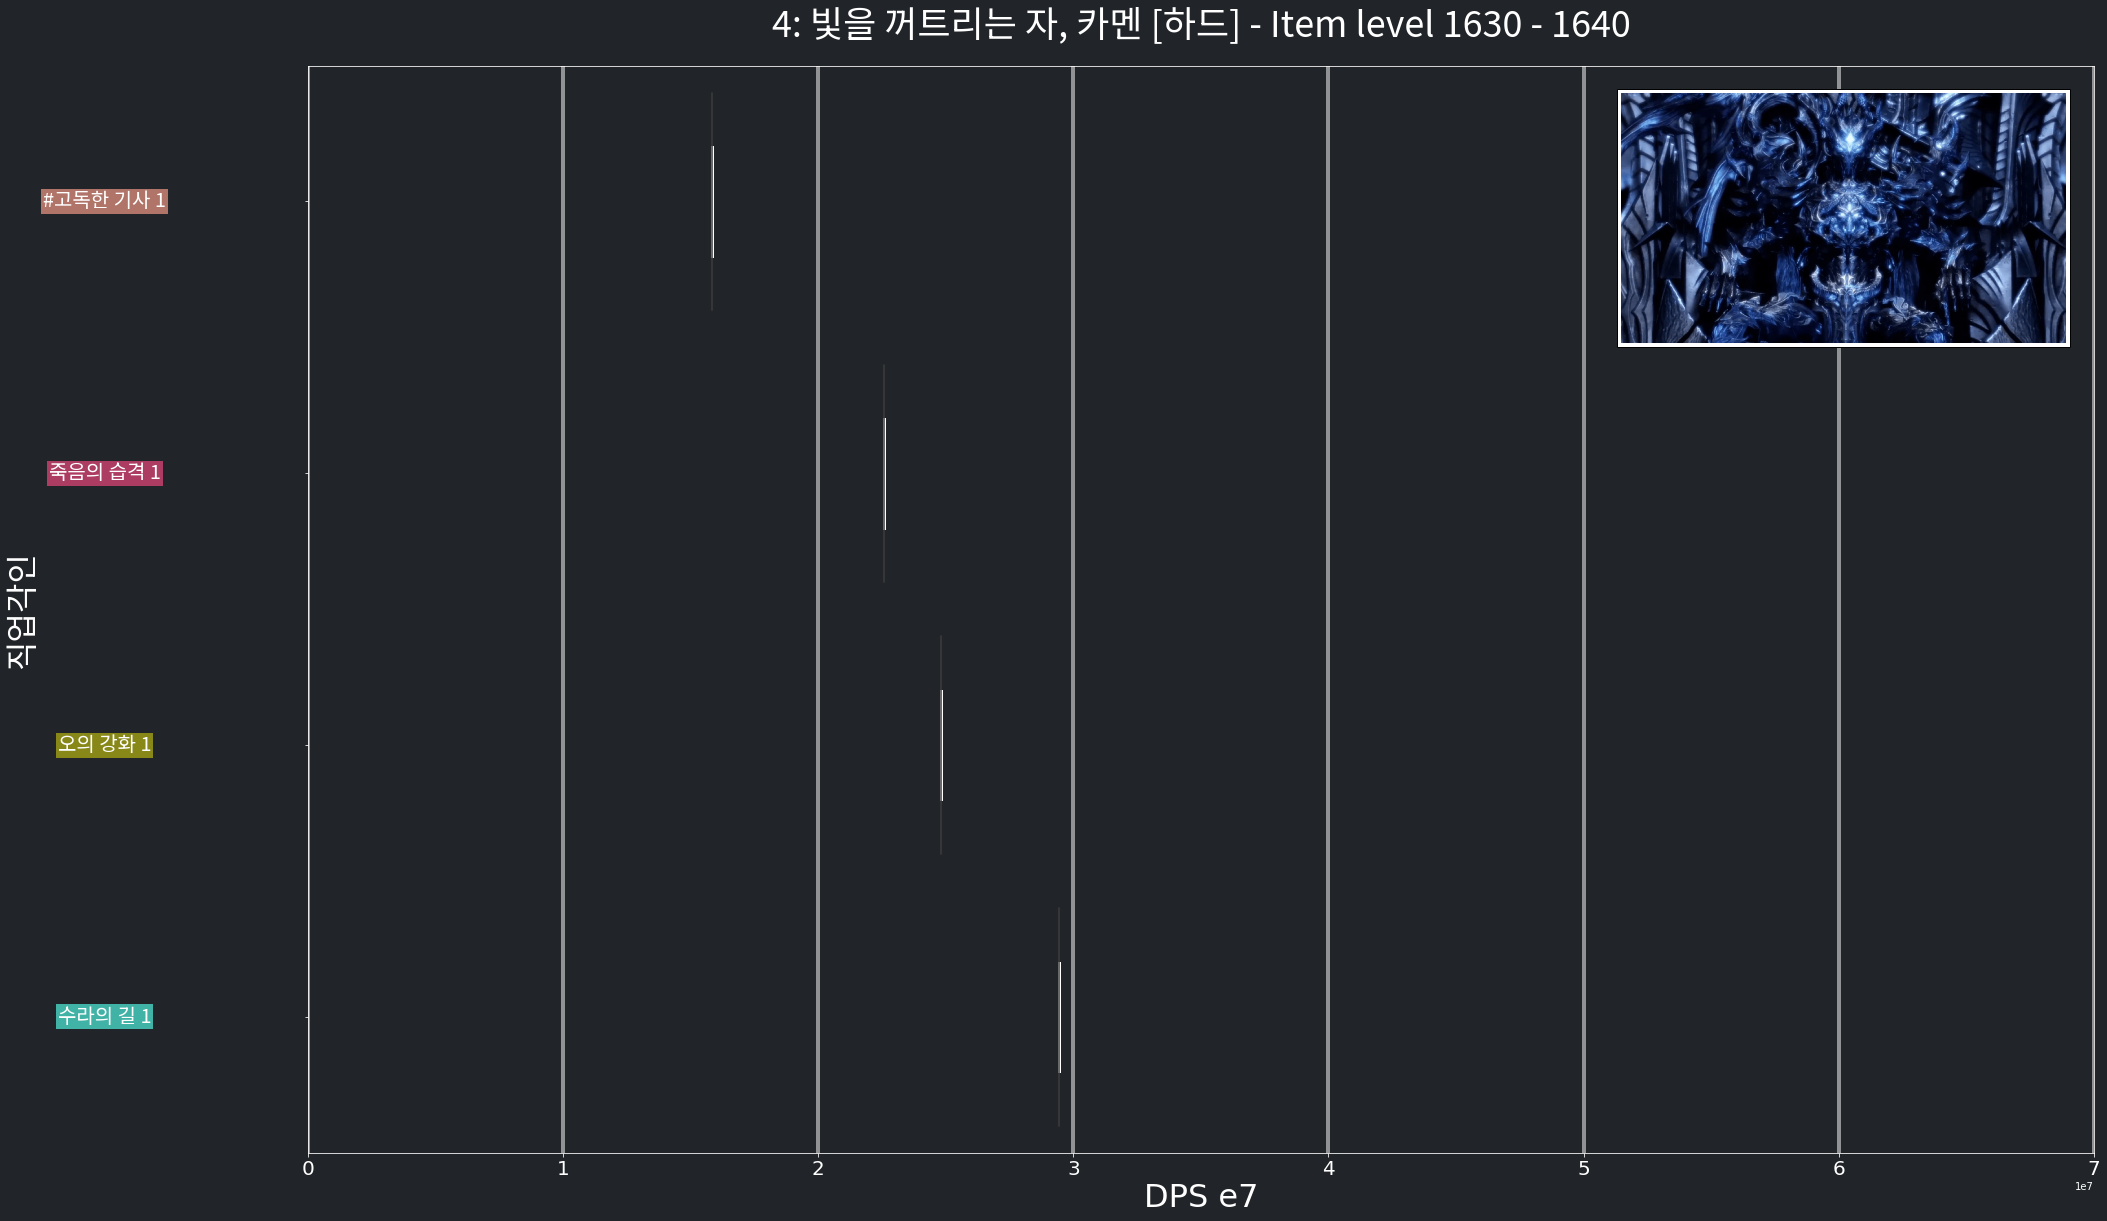 4: 빛을 꺼트리는 자, 카멘 [하드] - Item level 1630 - 1640
#고독한 기사 1
죽음의 습격 1
직업각인
오의 강화 1
수라의 길 1
0 1 2 3 4 5 6 7
1e7
DPS e7